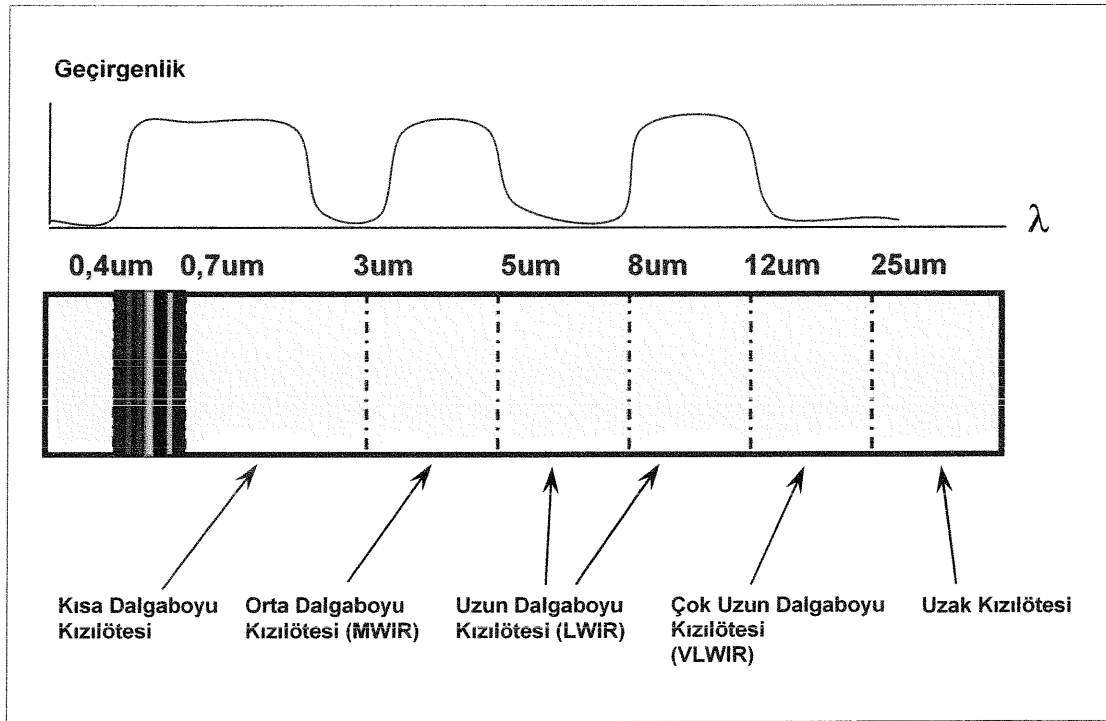 Geçirgenlik
λ
0,4um 0,7um 3um 5um 8um 12um 25um
Kısa Dalgaboyu
Kızılötesi
Orta Dalgaboyu
Kızılötesi (MWIR)
Uzun Dalgaboyu
Kızılötesi (LWIR)
Çok Uzun Dalgaboyu
Kızılötesi
(VLWIR)
Uzak Kızılötesi